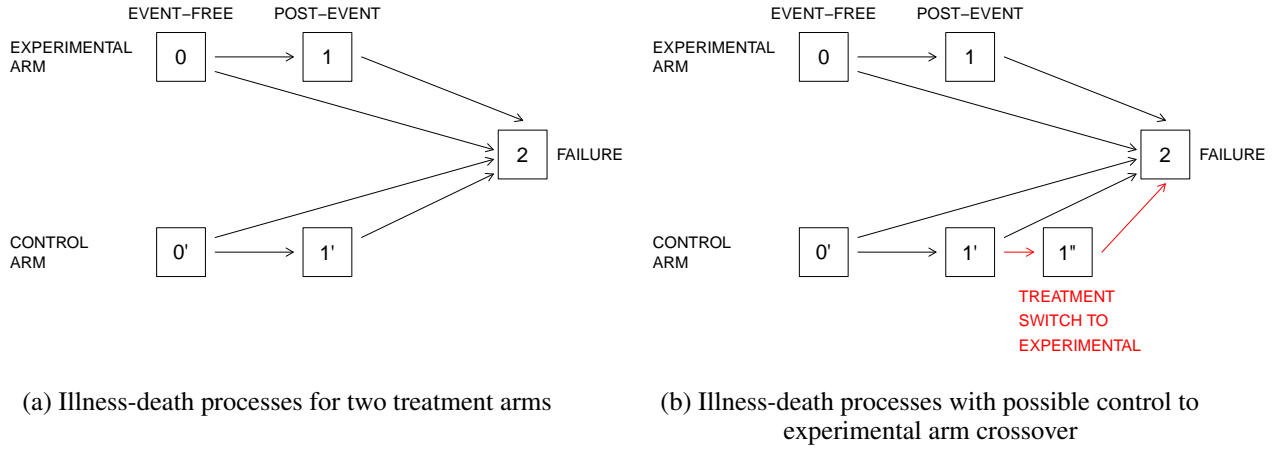 EVENT−FREE POST−EVENT
EXPERIMENTAL
ARM
0 1
2 FAILURE
CONTROL
ARM
0' 1'
(a) Illness-death processes for two treatment arms
EVENT−FREE POST−EVENT
EXPERIMENTAL
ARM
0 1
2 FAILURE
CONTROL
ARM
0' 1' 1"
TREATMENT
SWITCH TO
EXPERIMENTAL
(b) Illness-death processes with possible control to
experimental arm crossover